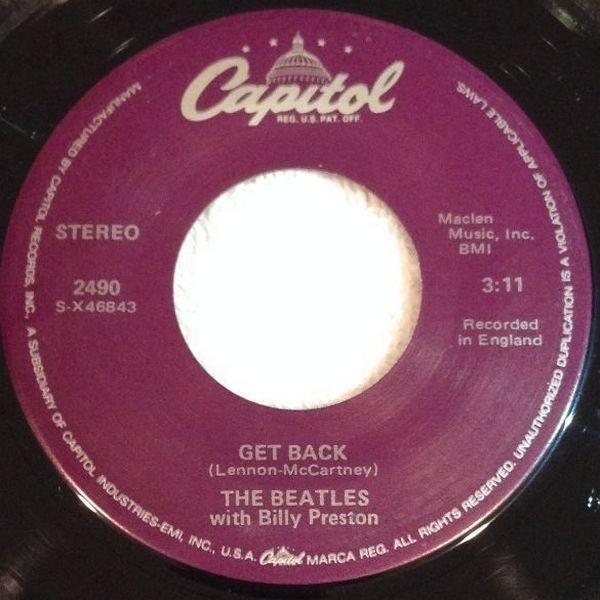 Capitol
REG. U.S. PAT. OFF.
STEREO
2490
S-X46843
Maclen
Music, Inc.
BMI
3:11
Recorded
in England
GET BACK
(Lennon-McCartney)
THE BEATLES
with Billy Preston
MANUFACTURED BY CAPITOL RECORDS, INC., A SUBSIDIARY OF CAPITOL INDUSTRIES-EMI, INC., U.S.A. Capitol MARCA REG. ALL RIGHTS RESERVED. UNAUTHORIZED DUPLICATION IS A VIOLATION OF APPLICABLE LAWS.